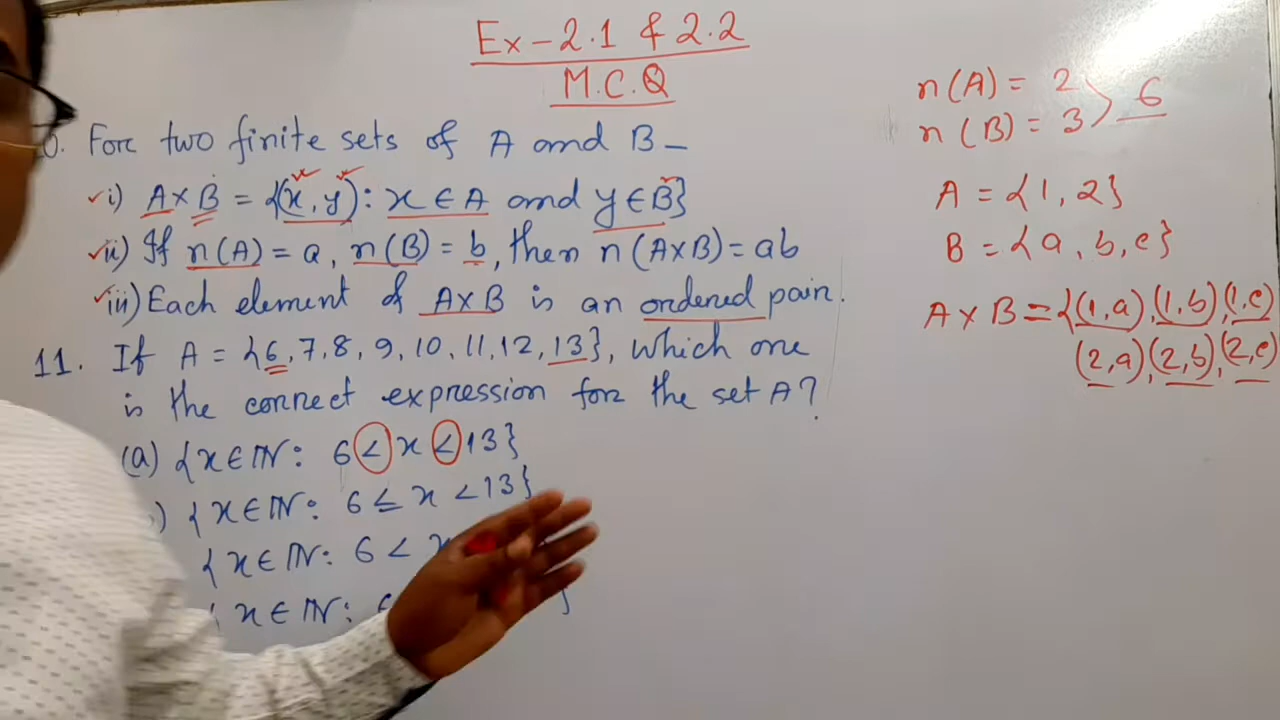 Ex-2.1 & 2.2
M.C.Q
0. For two finite sets of A and B-
i) A×B = {(x, y): x ∈ A and y ∈ B}
ii) If n(A) = a, n(B) = b, then n(A×B) = ab
iii) Each element of A×B is an ordered pair.
11. If A = {6, 7, 8, 9, 10, 11, 12, 13}, which one
is the correct expression for the set A?
(a) {x ∈ ℕ: 6 < x < 13}
) {x ∈ ℕ: 6 ≤ x < 13}
{x ∈ ℕ: 6 < x
{x ∈ ℕ: 6 }
n(A) = 2
n(B) = 3 > 6
A = {1, 2}
B = {a, b, c}
A × B = {(1, a), (1, b), (1, c)
(2, a), (2, b), (2, c)